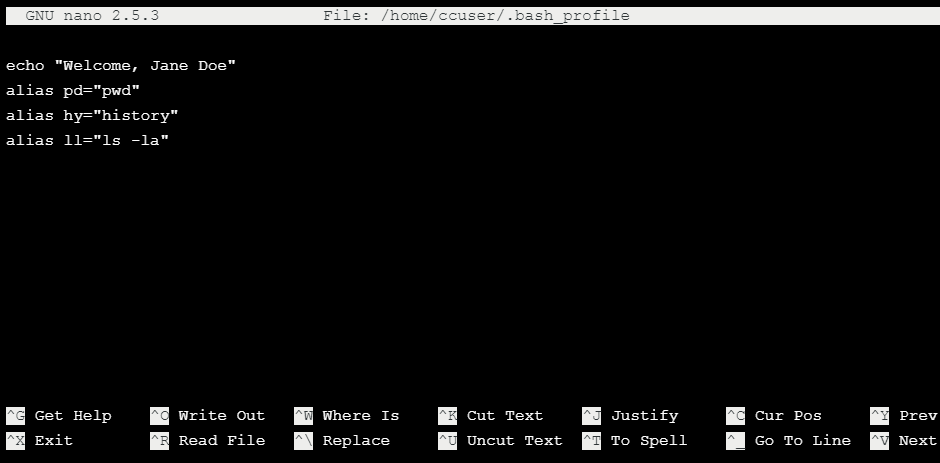 GNU nano 2.5.3 File: /home/ccuser/.bash_profile
echo "Welcome, Jane Doe"
alias pd="pwd"
alias hy="history"
alias ll="ls -la"
^G Get Help ^O Write Out ^W Where Is ^K Cut Text ^J Justify ^C Cur Pos ^Y Prev
^X Exit ^R Read File ^\ Replace ^U Uncut Text ^T To Spell ^_ Go To Line ^V Next